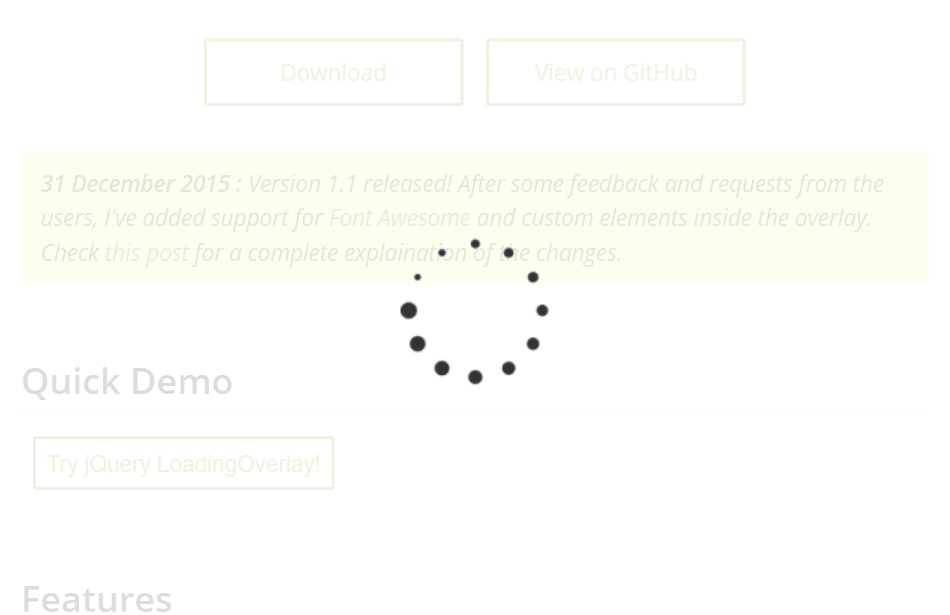 Download
View on GitHub
31 December 2015 : Version 1.1 released! After some feedback and requests from the
users, I've added support for Font Awesome and custom elements inside the overlay.
Check this post for a complete explaination of the changes.
Quick Demo
Try jQuery LoadingOverlay!
Features